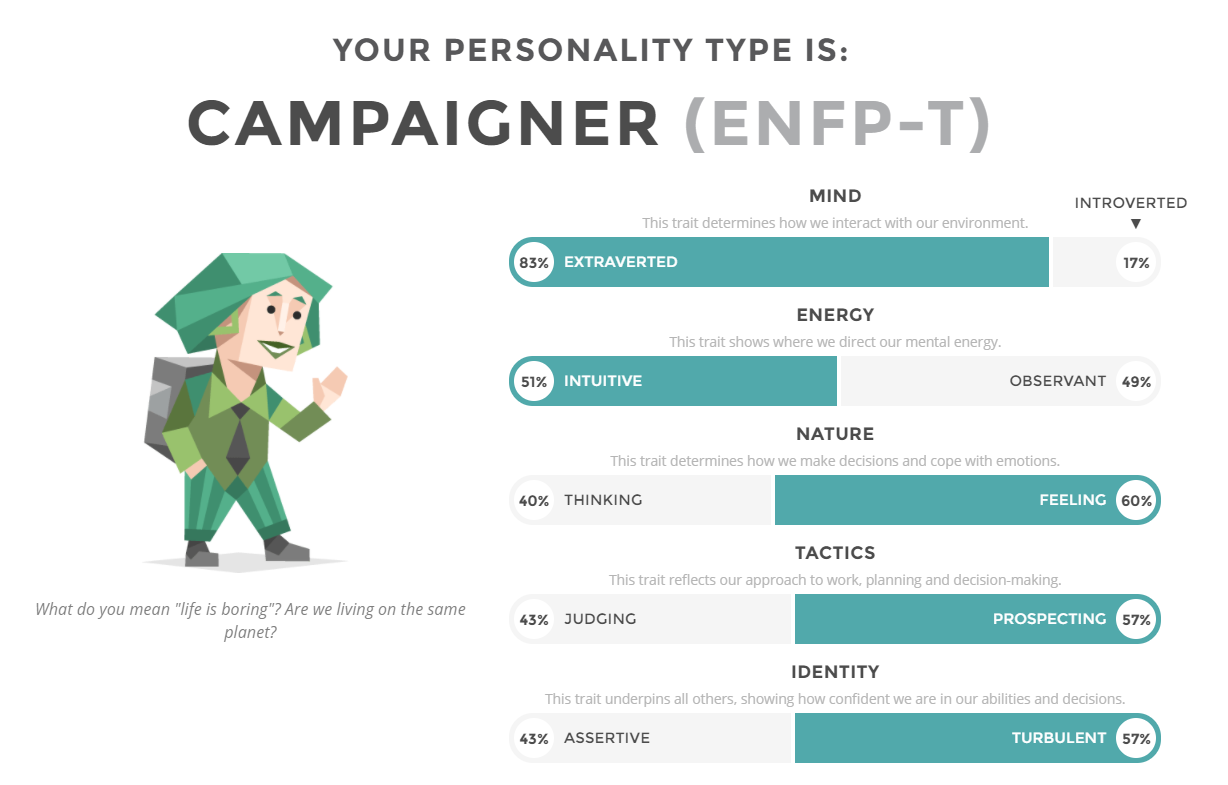 YOUR PERSONALITY TYPE IS:
CAMPAIGNER (ENFP-T)
MIND
This trait determines how we interact with our environment.
INTROVERTED
83% EXTRAVERTED 17%
ENERGY
This trait shows where we direct our mental energy.
51% INTUITIVE OBSERVANT 49%
NATURE
This trait determines how we make decisions and cope with emotions.
40% THINKING FEELING 60%
TACTICS
This trait reflects our approach to work, planning and decision-making.
43% JUDGING PROSPECTING 57%
IDENTITY
This trait underpins all others, showing how confident we are in our abilities and decisions.
43% ASSERTIVE TURBULENT 57%
What do you mean "life is boring"? Are we living on the same
planet?